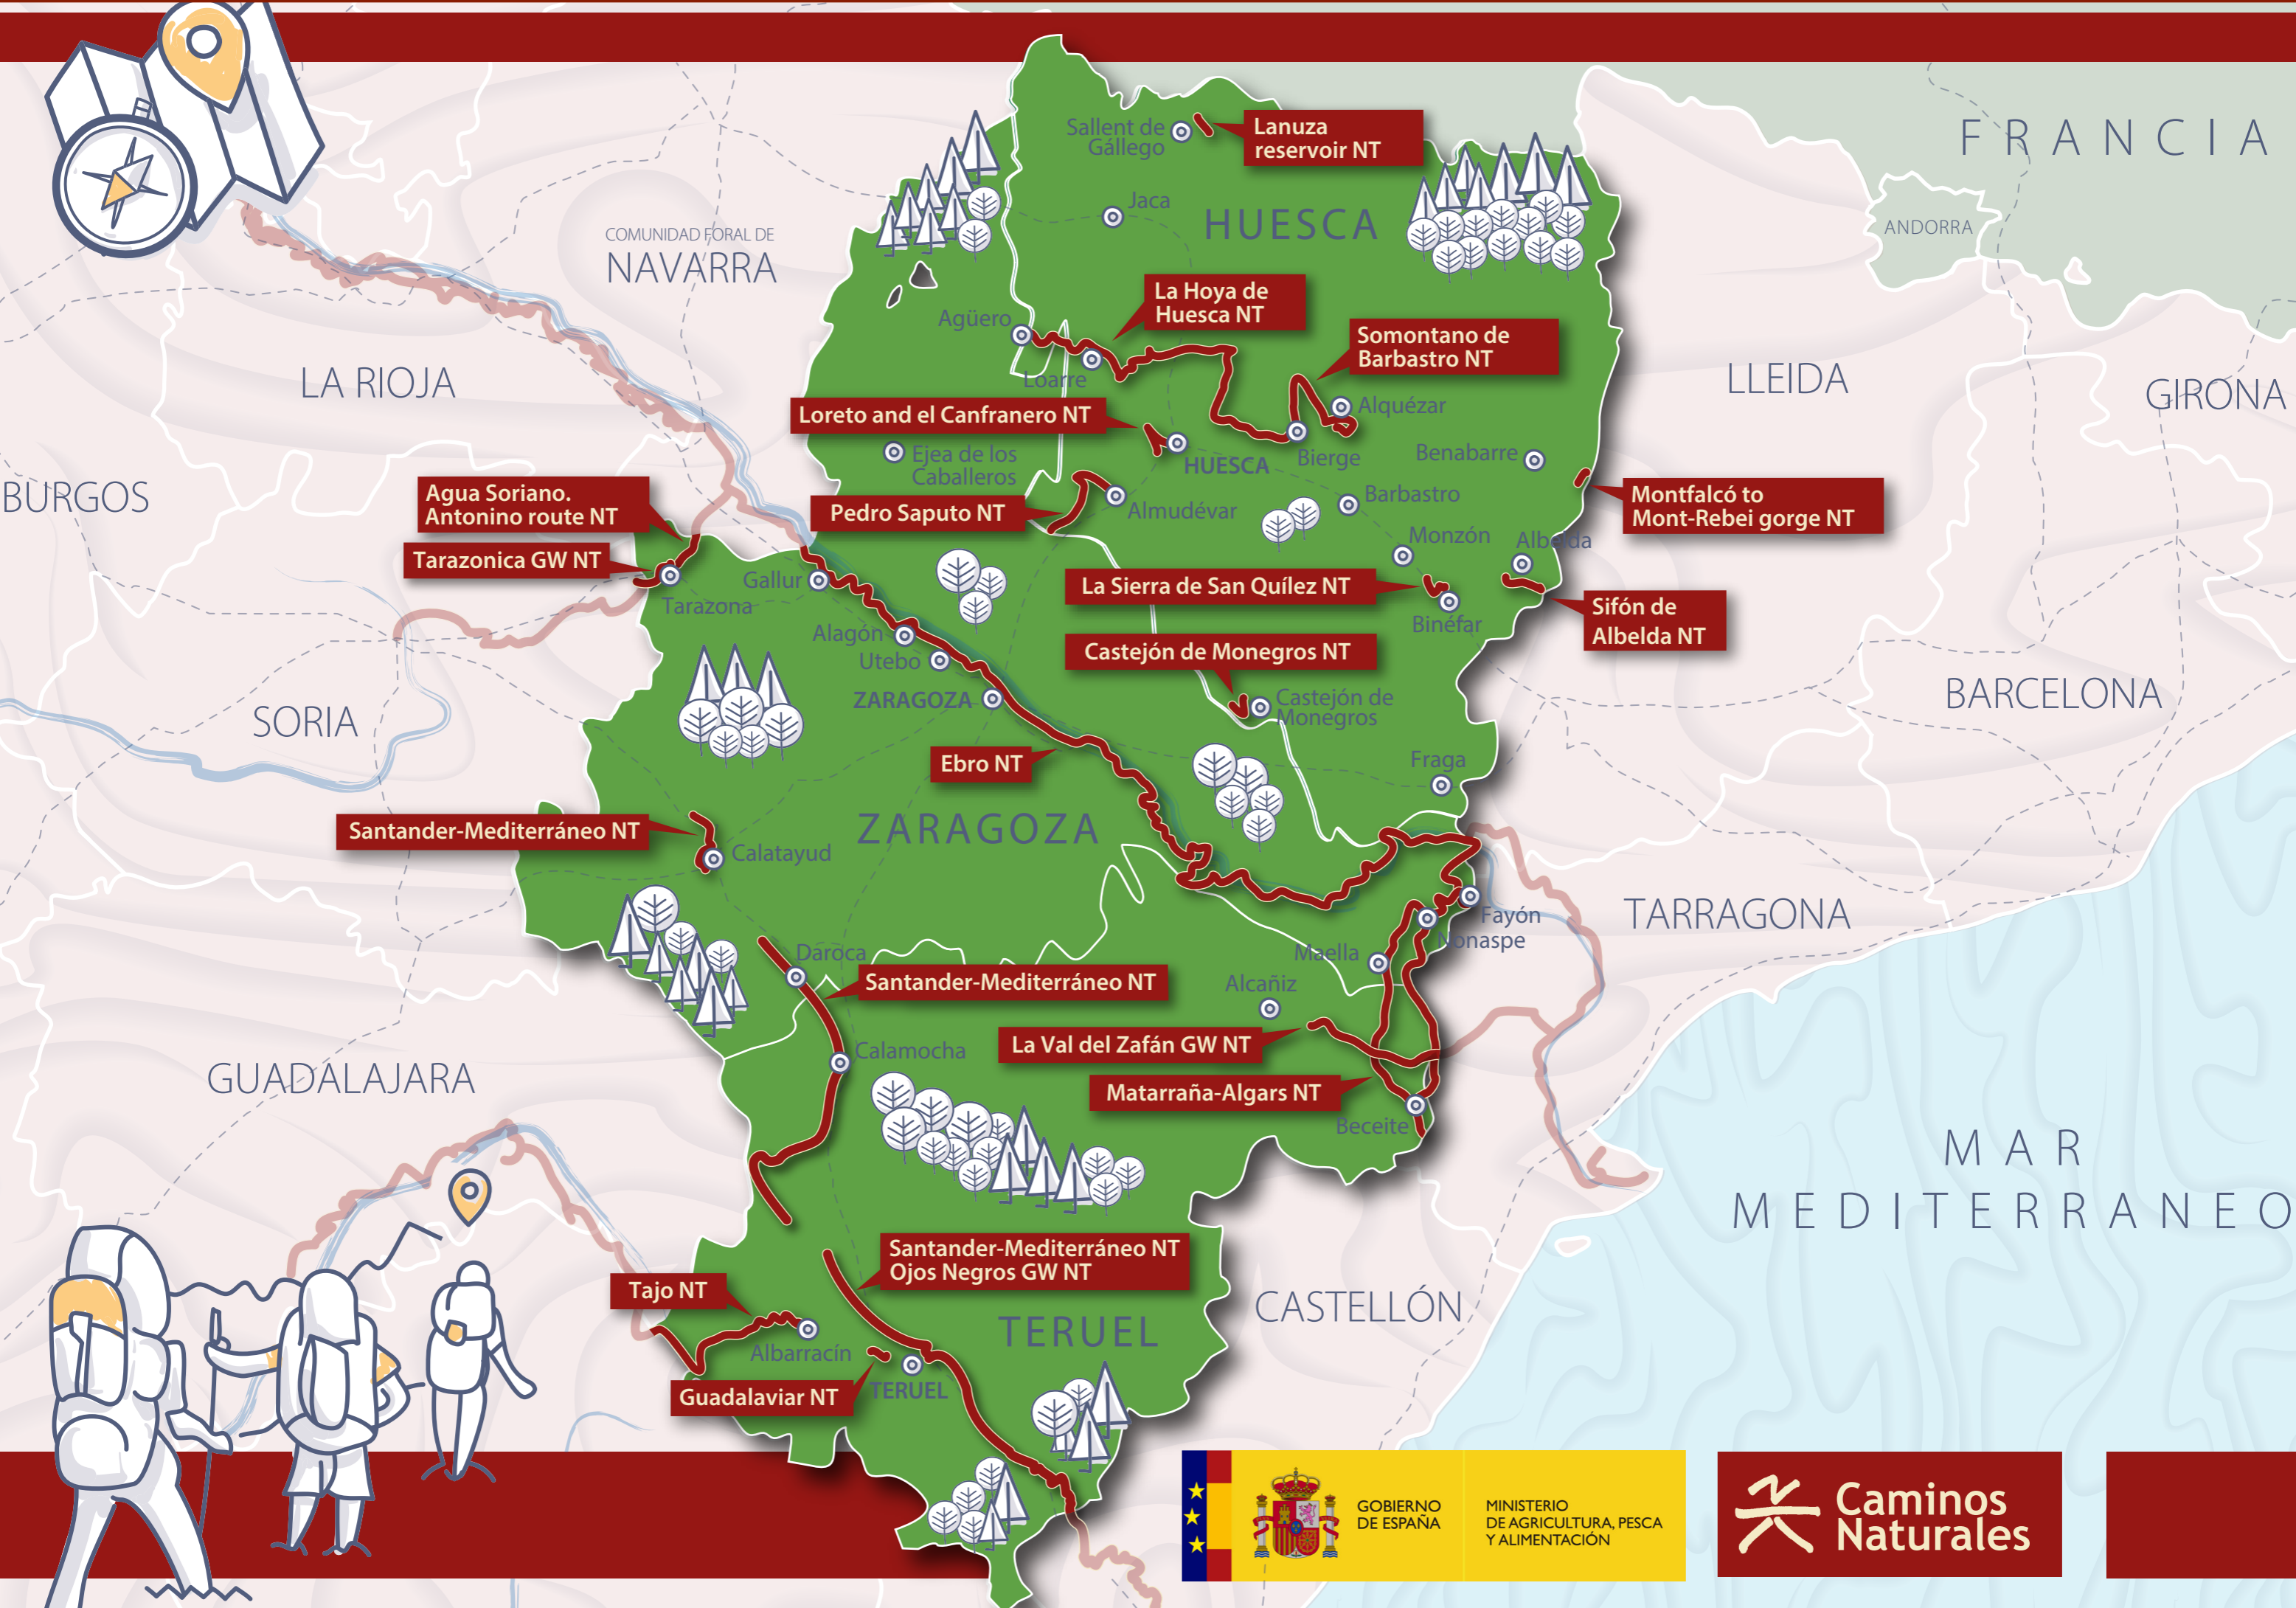 FRANCIA
ANDORRA
COMUNIDAD FORAL DE
NAVARRA
LA RIOJA
BURGOS
SORIA
GUADALAJARA
LLEIDA
GIRONA
BARCELONA
TARRAGONA
CASTELLÓN
MAR
MEDITERRANEO
HUESCA
Sallent de
Gállego
Lanuza
reservoir NT
Jaca
La Hoya de
Huesca NT
Agüero
Loarre
Somontano de
Barbastro NT
Alquézar
Loreto and el Canfranero NT
Ejea de los
Caballeros
HUESCA
Bierge
Benabarre
Agua Soriano.
Antonino route NT
Pedro Saputo NT
Almudévar
Barbastro
Montfalcó to
Mont-Rebei gorge NT
Tarazonica GW NT
Tarazona
Gallur
Monzón
Albelda
La Sierra de San Quílez NT
Binéfar
Sifón de
Albelda NT
Alagón
Utebo
ZARAGOZA
Castejón de Monegros NT
Castejón de
Monegros
Ebro NT
Fraga
Santander-Mediterráneo NT
Calatayud
ZARAGOZA
Fayón
Nonaspe
Maella
Daroca
Santander-Mediterráneo NT
Alcañiz
La Val del Zafán GW NT
Calamocha
Matarraña-Algars NT
Beceite
Santander-Mediterráneo NT
Ojos Negros GW NT
Tajo NT
Albarracín
TERUEL
Guadalaviar NT
TERUEL
GOBIERNO
DE ESPAÑA
MINISTERIO
DE AGRICULTURA, PESCA
Y ALIMENTACIÓN
Caminos
Naturales